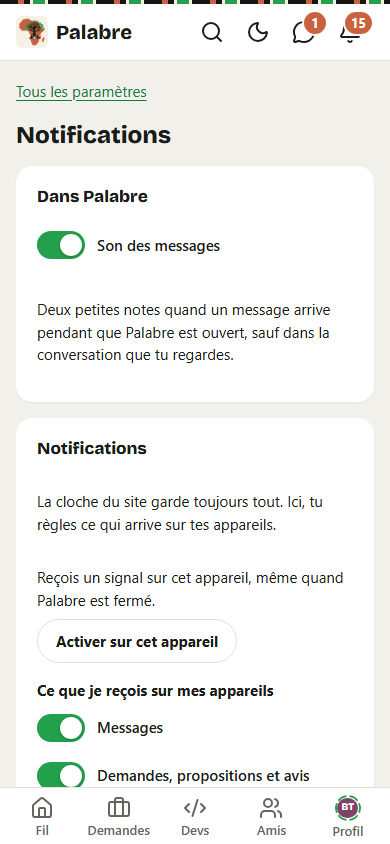 Palabre
1
15
Tous les paramètres
Notifications
Dans Palabre
Son des messages
Deux petites notes quand un message arrive
pendant que Palabre est ouvert, sauf dans la
conversation que tu regardes.
Notifications
La cloche du site garde toujours tout. Ici, tu
règles ce qui arrive sur tes appareils.
Reçois un signal sur cet appareil, même quand
Palabre est fermé.
Activer sur cet appareil
Ce que je reçois sur mes appareils
Messages
Demandes, propositions et avis
BT
Fil
Demandes
Devs
Amis
Profil